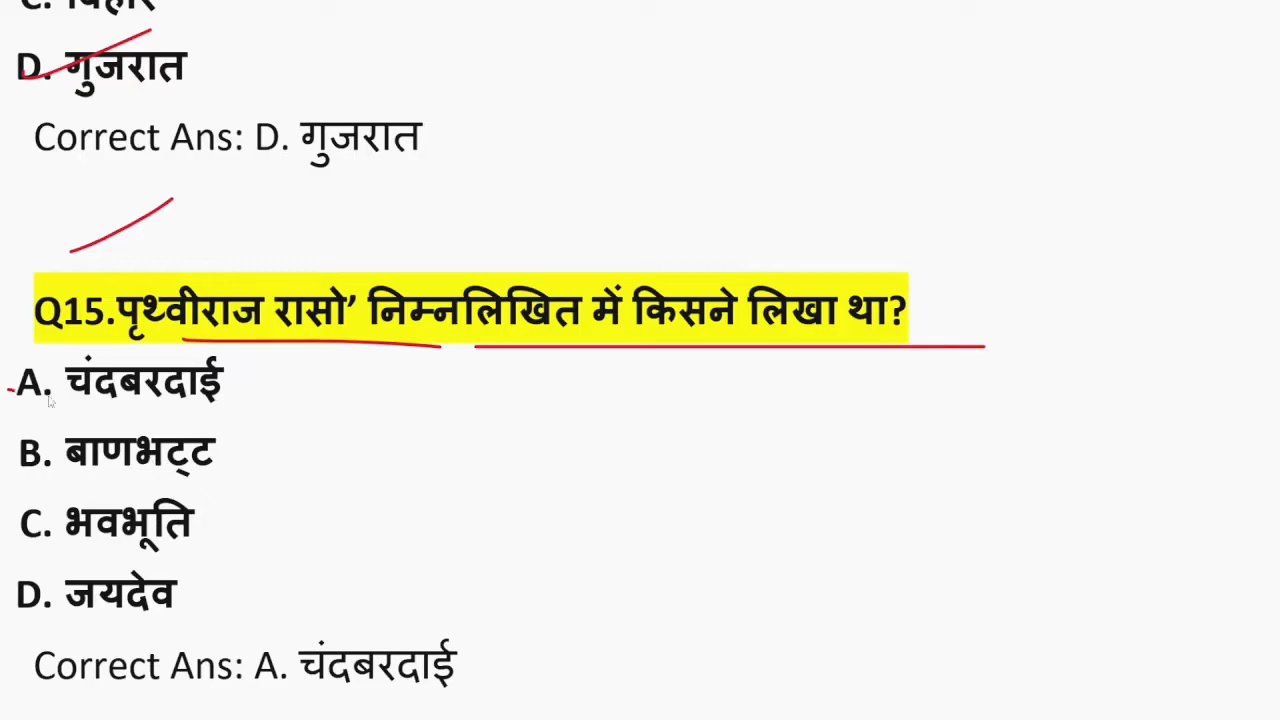 C. बिहार
D. गुजरात
Correct Ans: D. गुजरात
Q15.पृथ्वीराज रासो’ निम्नलिखित में किसने लिखा था?
A. चंदबरदाई
B. बाणभट्ट
C. भवभूति
D. जयदेव
Correct Ans: A. चंदबरदाई